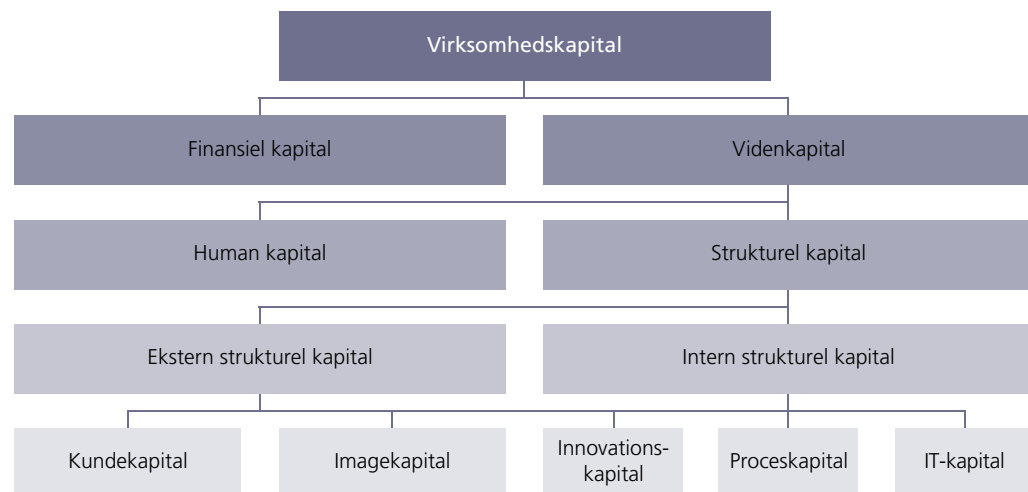 Virksomhedskapital
Finansiel kapital
Videnkapital
Human kapital
Strukturel kapital
Ekstern strukturel kapital
Intern strukturel kapital
Kundekapital
Imagekapital
Innovations-
kapital
Proceskapital
IT-kapital